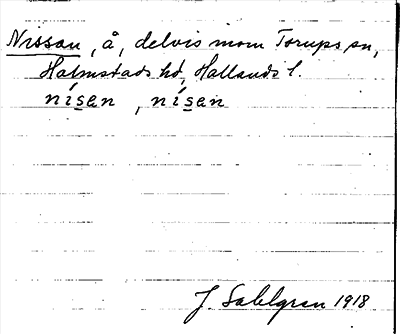 Nissan, å, delvis inom Torups sn,
Halmstads hd, Hallands l.
nísen, nísen
J. Sahlgren 1918